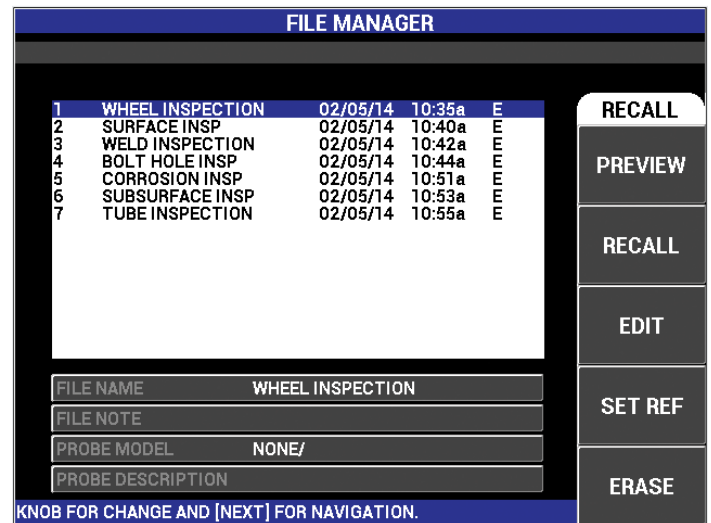 FILE MANAGER
1 WHEEL INSPECTION 02/05/14 10:35a E
2 SURFACE INSP 02/05/14 10:40a E
3 WELD INSPECTION 02/05/14 10:42a E
4 BOLT HOLE INSP 02/05/14 10:44a E
5 CORROSION INSP 02/05/14 10:51a E
6 SUBSURFACE INSP 02/05/14 10:53a E
7 TUBE INSPECTION 02/05/14 10:55a E
FILE NAME WHEEL INSPECTION
FILE NOTE
PROBE MODEL NONE/
PROBE DESCRIPTION
KNOB FOR CHANGE AND [NEXT] FOR NAVIGATION.
RECALL
PREVIEW
RECALL
EDIT
SET REF
ERASE